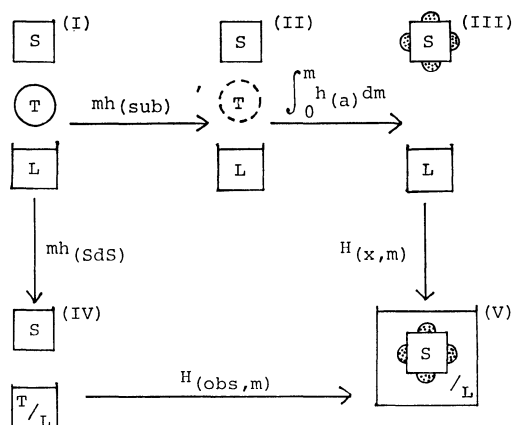 S (I)
S (II)
S (III)
T
mh(sub)
T
∫₀ᵐ h(a) dm
L
L
L
mh(SdS)
H(x,m)
S (IV)
(V)
S
T/L
H(obs,m)
/L